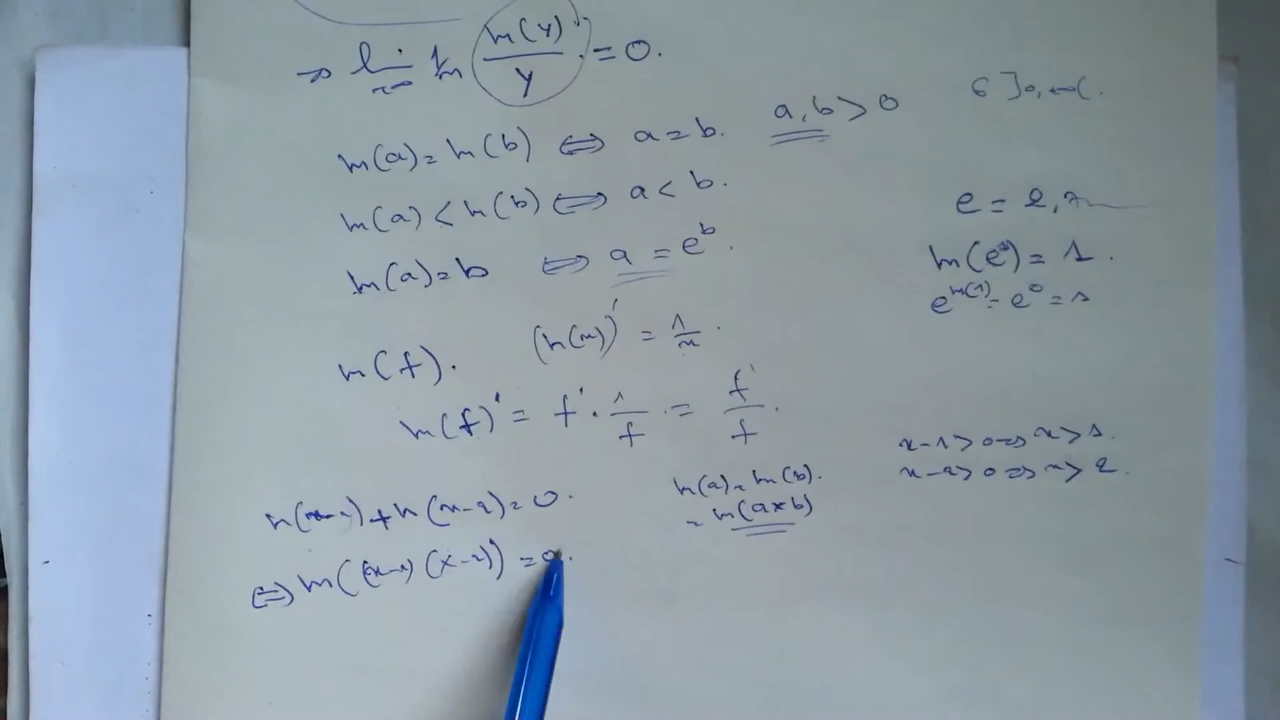 → lim 1/n (ln(y)/y) = 0.
a, b > 0
∈ ]0, +∞[.
ln(a) = ln(b) ⟺ a = b.
ln(a) < ln(b) ⟺ a < b.
ln(a) = b ⟺ a = e^b.
e = 2,7
ln(e^1) = 1.
e^ln(1) = e^0 = 1
ln(f). (ln(x))' = 1/x.
ln(f)' = f' · 1/f = f'/f.
x-1 > 0 ⟹ x > 1.
x-2 > 0 ⟹ x > 2.
ln(x-1) + ln(x-2) = 0.
ln(a) = ln(b).
= ln(a×b)
⟺ ln((x-1)(x-2)) = 0.